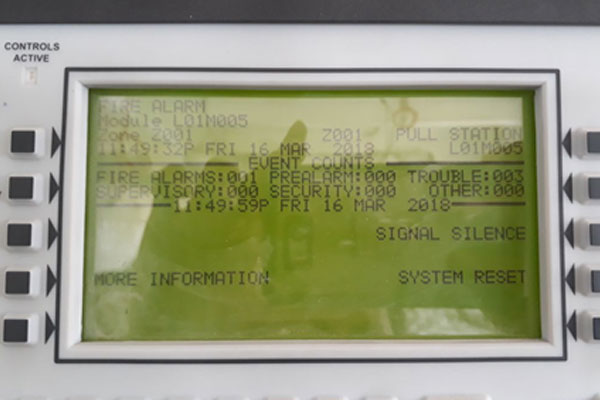 CONTROLS
ACTIVE
FIRE ALARM
Module L01M005
Zone Z001 Z001 PULL STATION
11:49:32P FRI 16 MAR 2018 L01M005
EVENT COUNTS
FIRE ALARMS:001 PREALARM:000 TROUBLE:003
SUPERVISORY:000 SECURITY:000 OTHER:000
11:49:59P FRI 16 MAR 2018
SIGNAL SILENCE
MORE INFORMATION SYSTEM RESET